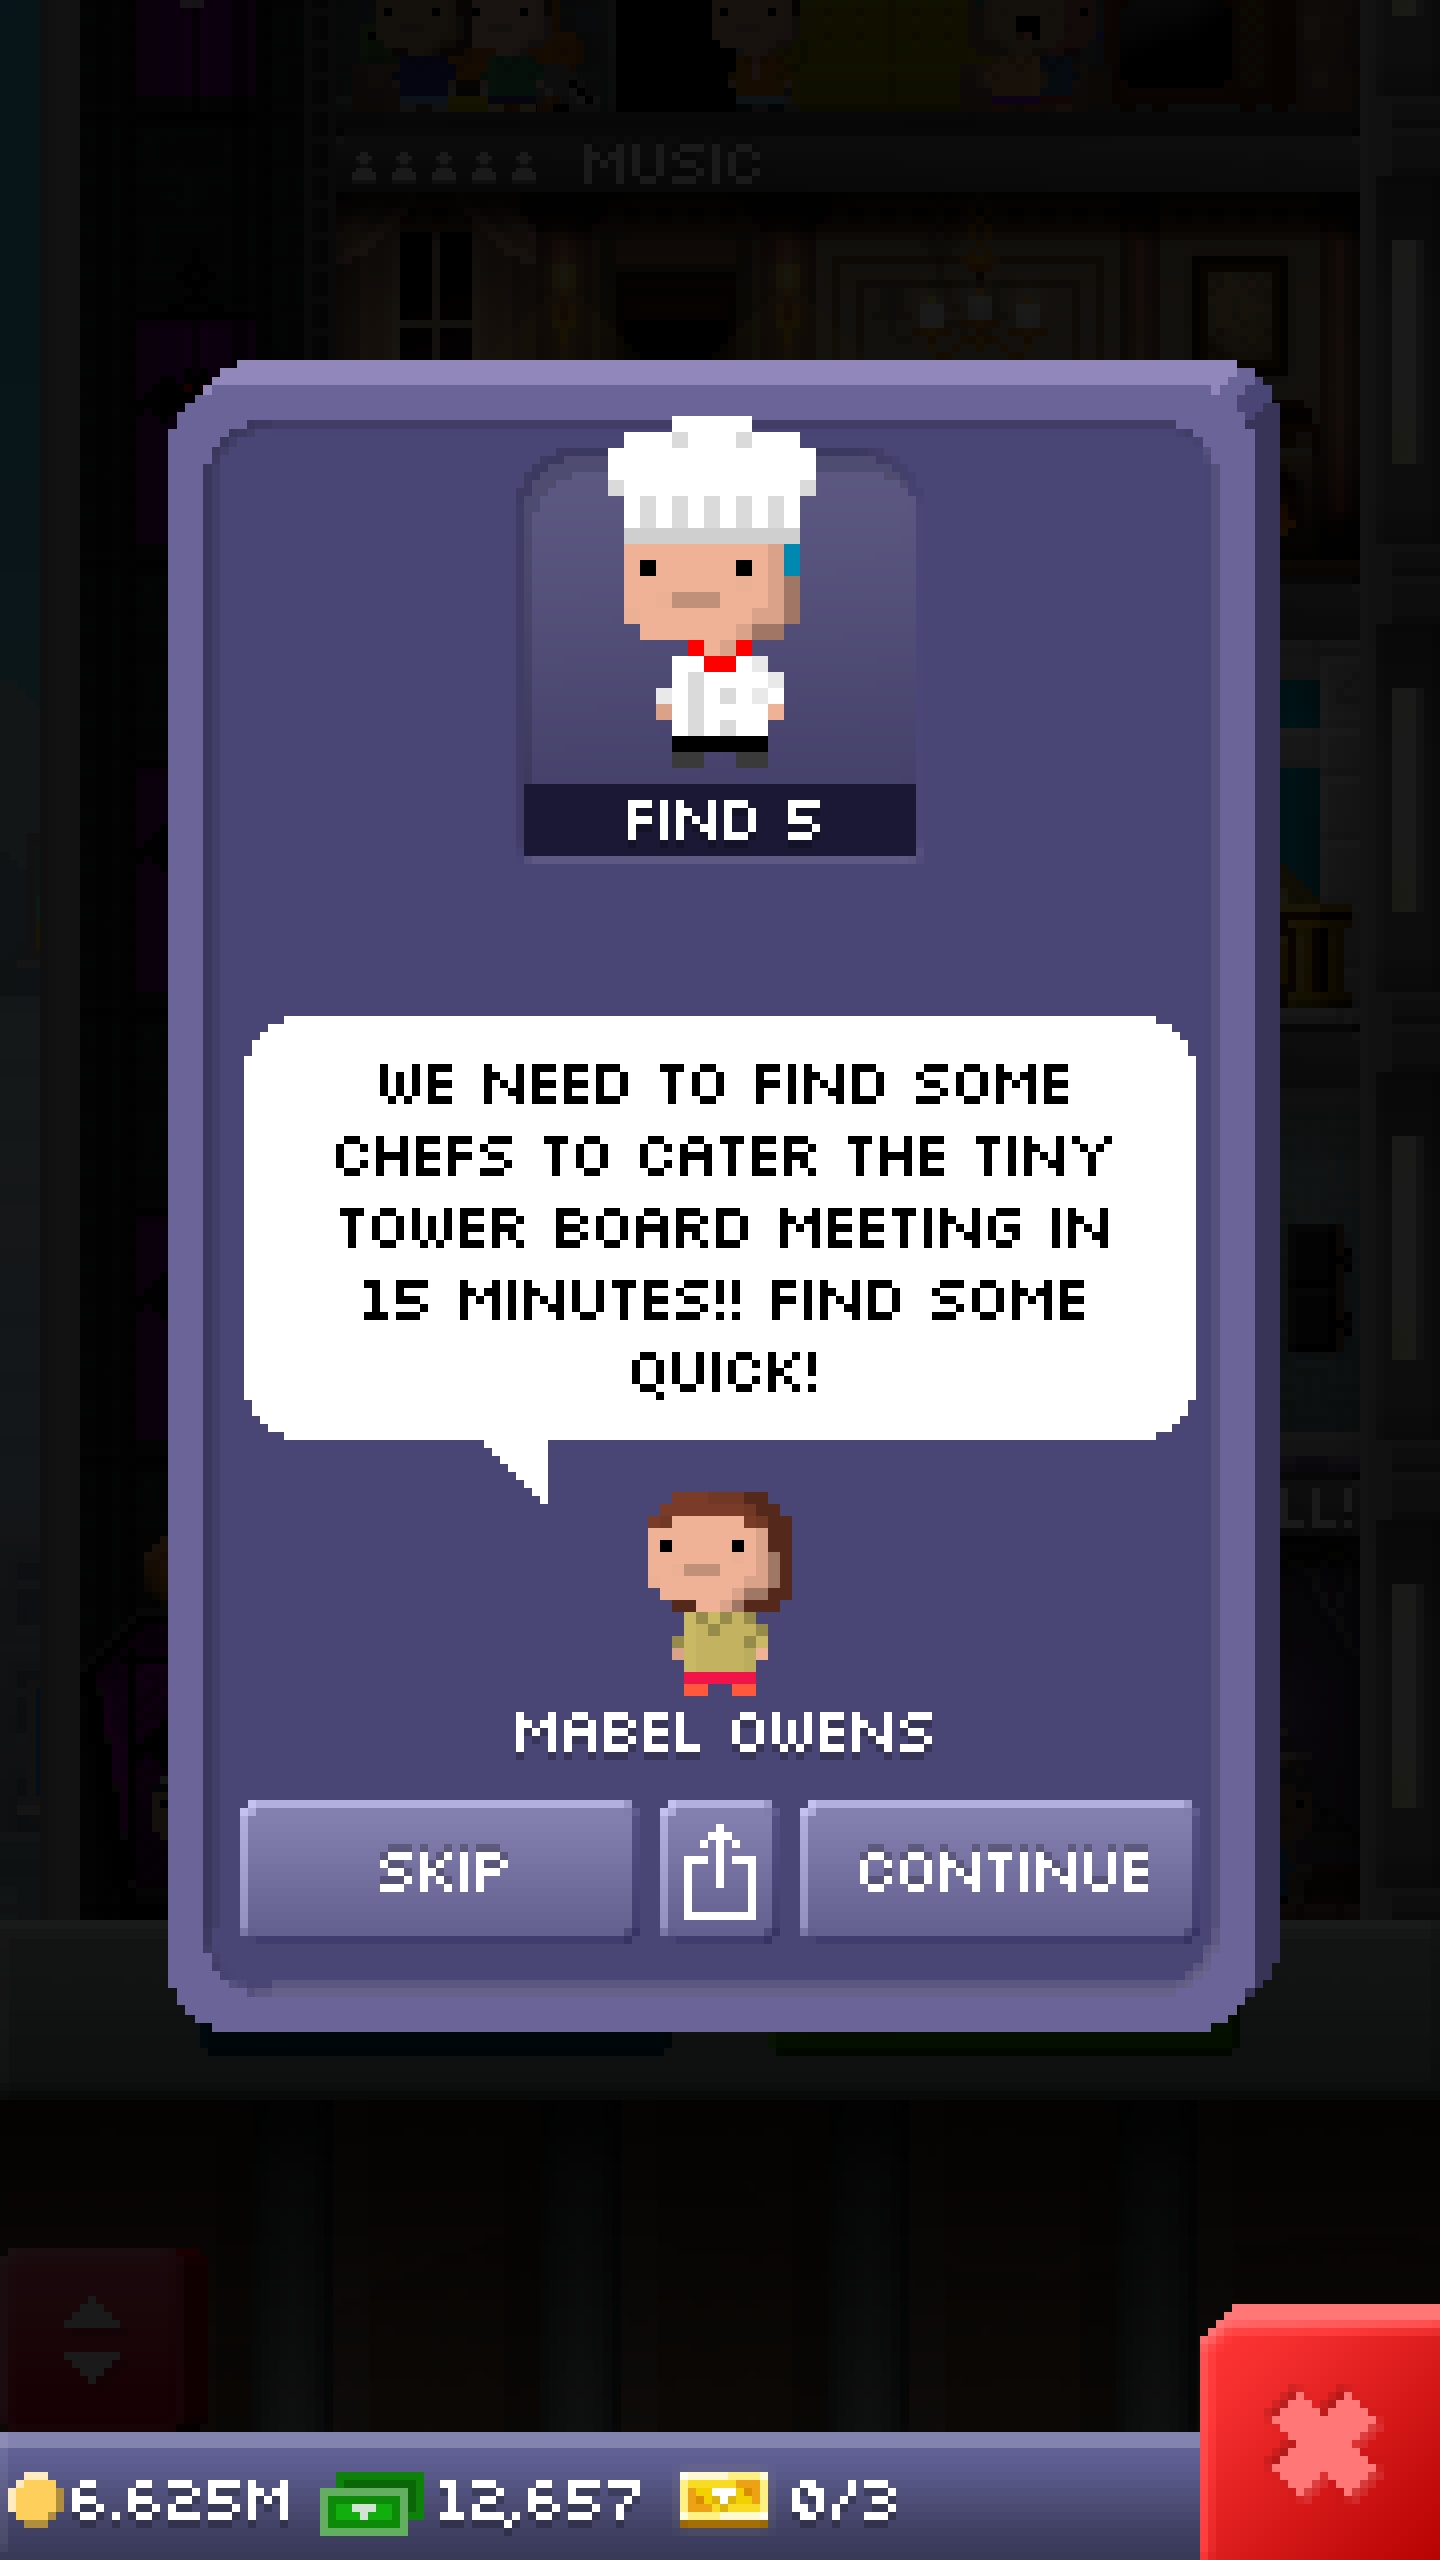 MUSIC
FIND 5
WE NEED TO FIND SOME
CHEFS TO CATER THE TINY
TOWER BOARD MEETING IN
15 MINUTES!! FIND SOME
QUICK!
LL!
MABEL OWENS
SKIP
CONTINUE
6.625M
12,657
0/3